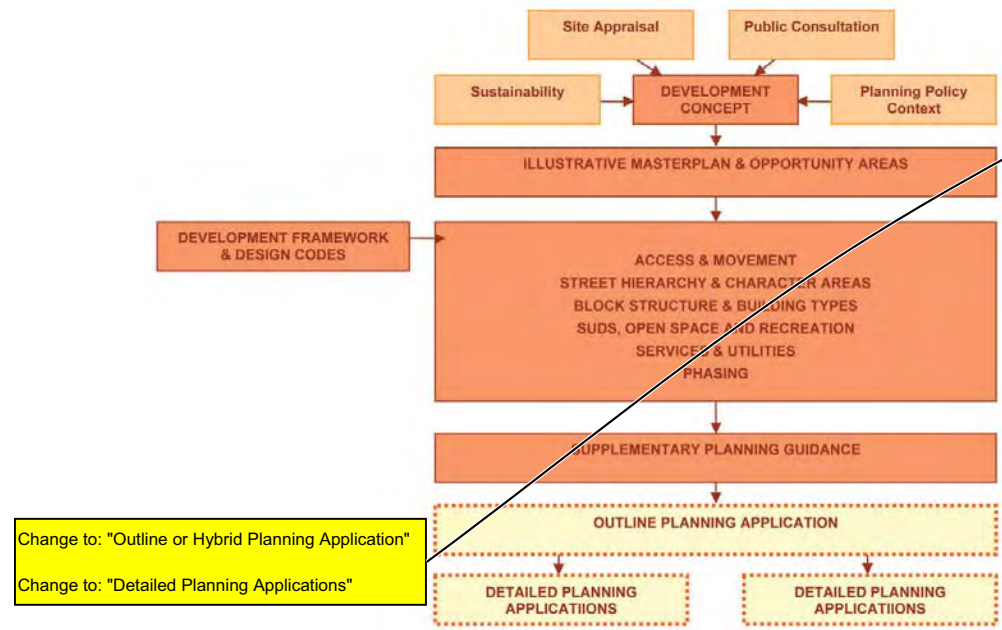 Site Appraisal
Public Consultation
Sustainability
DEVELOPMENT
CONCEPT
Planning Policy
Context
ILLUSTRATIVE MASTERPLAN & OPPORTUNITY AREAS
DEVELOPMENT FRAMEWORK
& DESIGN CODES
ACCESS & MOVEMENT
STREET HIERARCHY & CHARACTER AREAS
BLOCK STRUCTURE & BUILDING TYPES
SUDS, OPEN SPACE AND RECREATION
SERVICES & UTILITIES
PHASING
SUPPLEMENTARY PLANNING GUIDANCE
Change to: "Outline or Hybrid Planning Application"
Change to: "Detailed Planning Applications"
OUTLINE PLANNING APPLICATION
DETAILED PLANNING
APPLICATIIONS
DETAILED PLANNING
APPLICATIIONS